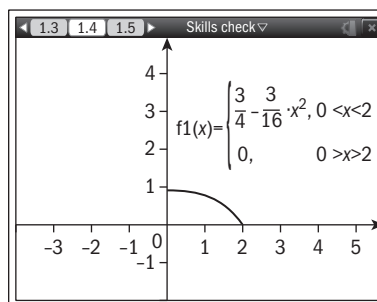 1.3 1.4 1.5 Skills check
4
3
2
1
0
-1
-3 -2 -1 1 2 3 4 5
f1(x)= { 3/4 - 3/16 · x², 0 <x<2
0, 0 >x>2